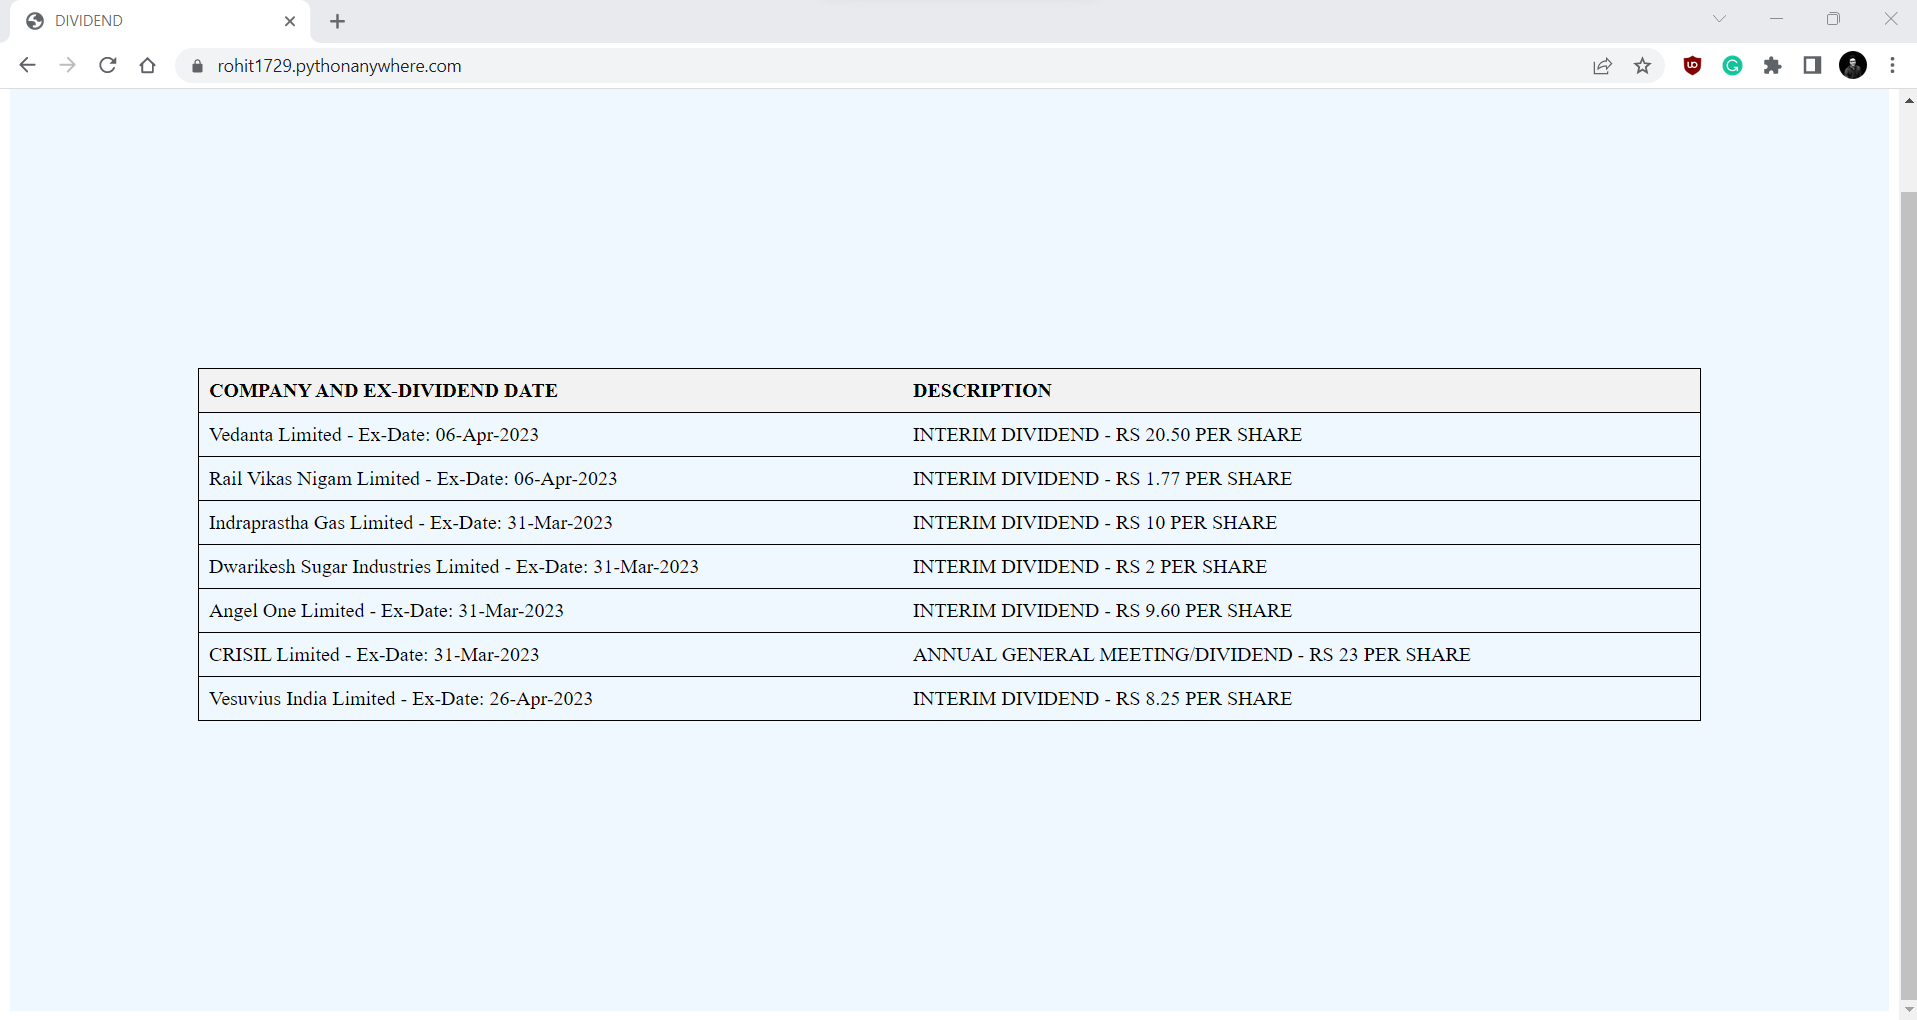 DIVIDEND
rohit1729.pythonanywhere.com
COMPANY AND EX-DIVIDEND DATE DESCRIPTION
Vedanta Limited - Ex-Date: 06-Apr-2023 INTERIM DIVIDEND - RS 20.50 PER SHARE
Rail Vikas Nigam Limited - Ex-Date: 06-Apr-2023 INTERIM DIVIDEND - RS 1.77 PER SHARE
Indraprastha Gas Limited - Ex-Date: 31-Mar-2023 INTERIM DIVIDEND - RS 10 PER SHARE
Dwarikesh Sugar Industries Limited - Ex-Date: 31-Mar-2023 INTERIM DIVIDEND - RS 2 PER SHARE
Angel One Limited - Ex-Date: 31-Mar-2023 INTERIM DIVIDEND - RS 9.60 PER SHARE
CRISIL Limited - Ex-Date: 31-Mar-2023 ANNUAL GENERAL MEETING/DIVIDEND - RS 23 PER SHARE
Vesuvius India Limited - Ex-Date: 26-Apr-2023 INTERIM DIVIDEND - RS 8.25 PER SHARE